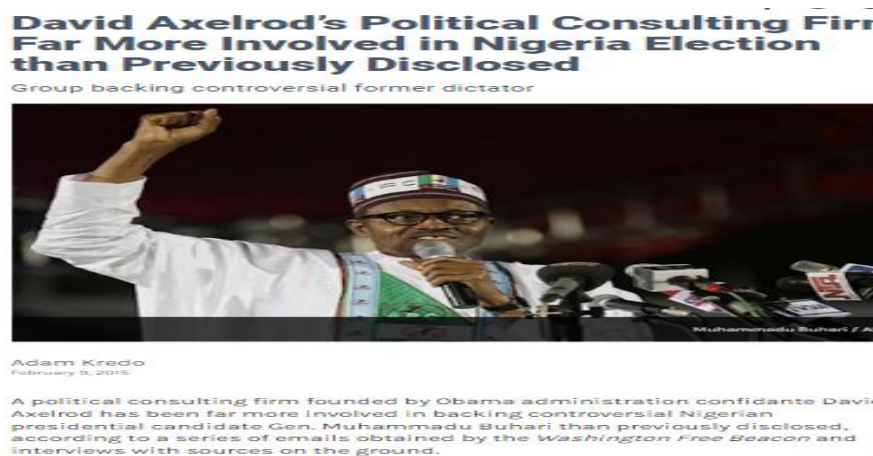 David Axelrod's Political Consulting Fir
Far More Involved in Nigeria Election
than Previously Disclosed
Group backing controversial former dictator
Muhammadu Buhari / A
Adam Kredo
February 9, 2015
A political consulting firm founded by Obama administration confidante Davi
Axelrod has been far more involved in backing controversial Nigerian
presidential candidate Gen. Muhammadu Buhari than previously disclosed,
according to a series of emails obtained by the Washington Free Beacon and
interviews with sources on the ground.